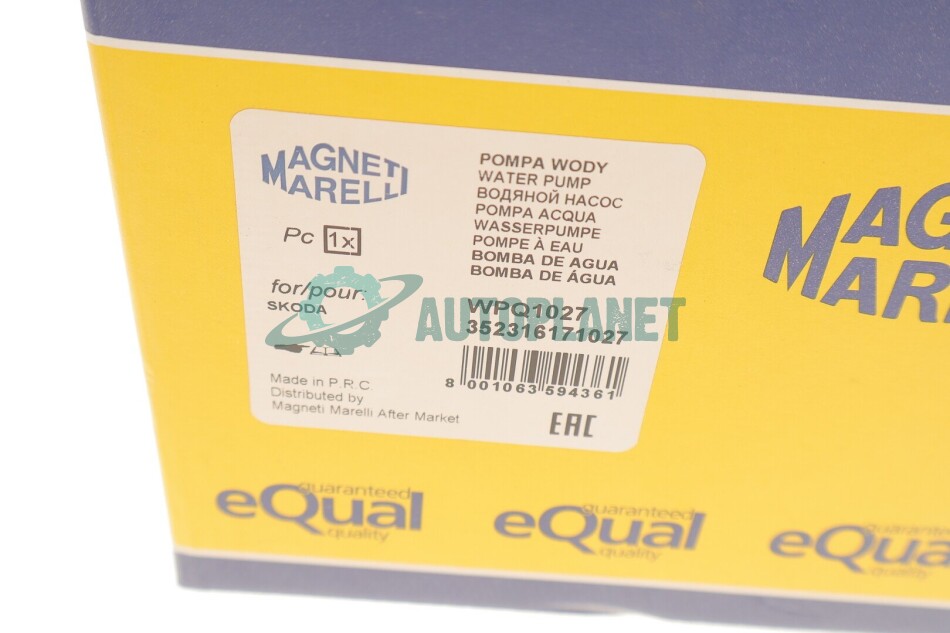 MAGNETI
MARELLI
Pc 1x
for/pour:
SKODA
Made in P.R.C.
Distributed by
Magneti Marelli After Market
POMPA WODY
WATER PUMP
ВОДЯНОЙ НАСОС
POMPA ACQUA
WASSERPUMPE
POMPE À EAU
BOMBA DE AGUA
BOMBA DE ÁGUA
WPQ1027
352316171027
8 001063 594361
EAC
AUTOPLANET
MAG
MAR
guaranteed
eQual
quality
guaranteed
eQual
quality
guaranteed
eQua
quality